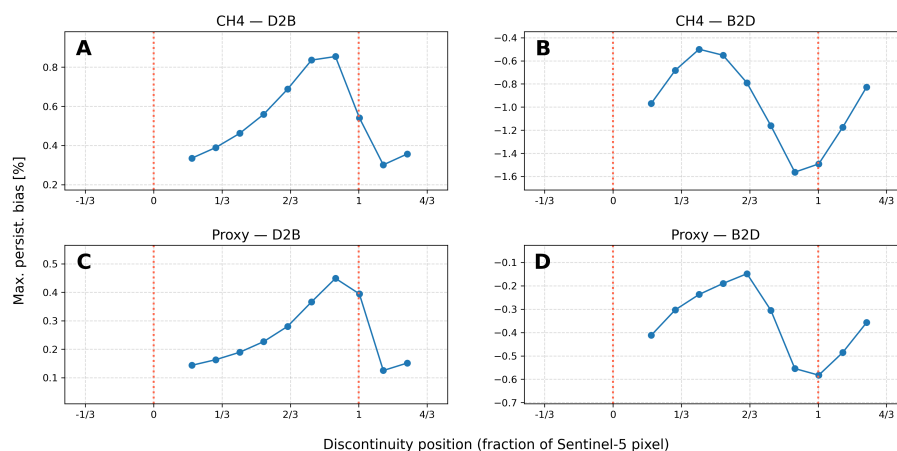 CH4 — D2B
A
0.8
0.6
0.4
0.2
-1/3 0 1/3 2/3 1 4/3
CH4 — B2D
B
−0.4
−0.6
−0.8
−1.0
−1.2
−1.4
−1.6
-1/3 0 1/3 2/3 1 4/3
Max. persist. bias [%]
Proxy — D2B
C
0.5
0.4
0.3
0.2
0.1
-1/3 0 1/3 2/3 1 4/3
Proxy — B2D
D
−0.1
−0.2
−0.3
−0.4
−0.5
−0.6
−0.7
-1/3 0 1/3 2/3 1 4/3
Discontinuity position (fraction of Sentinel-5 pixel)